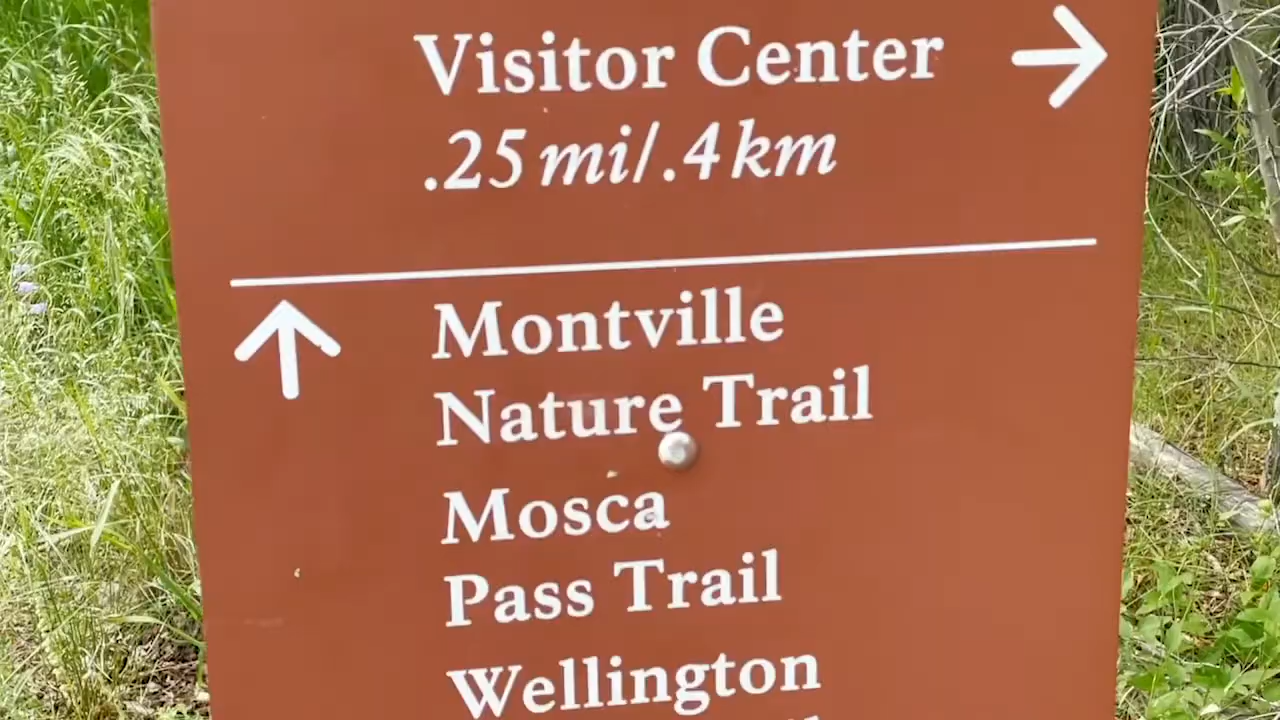 Visitor Center
.25 mi/.4 km
Montville
Nature Trail
Mosca
Pass Trail
Wellington